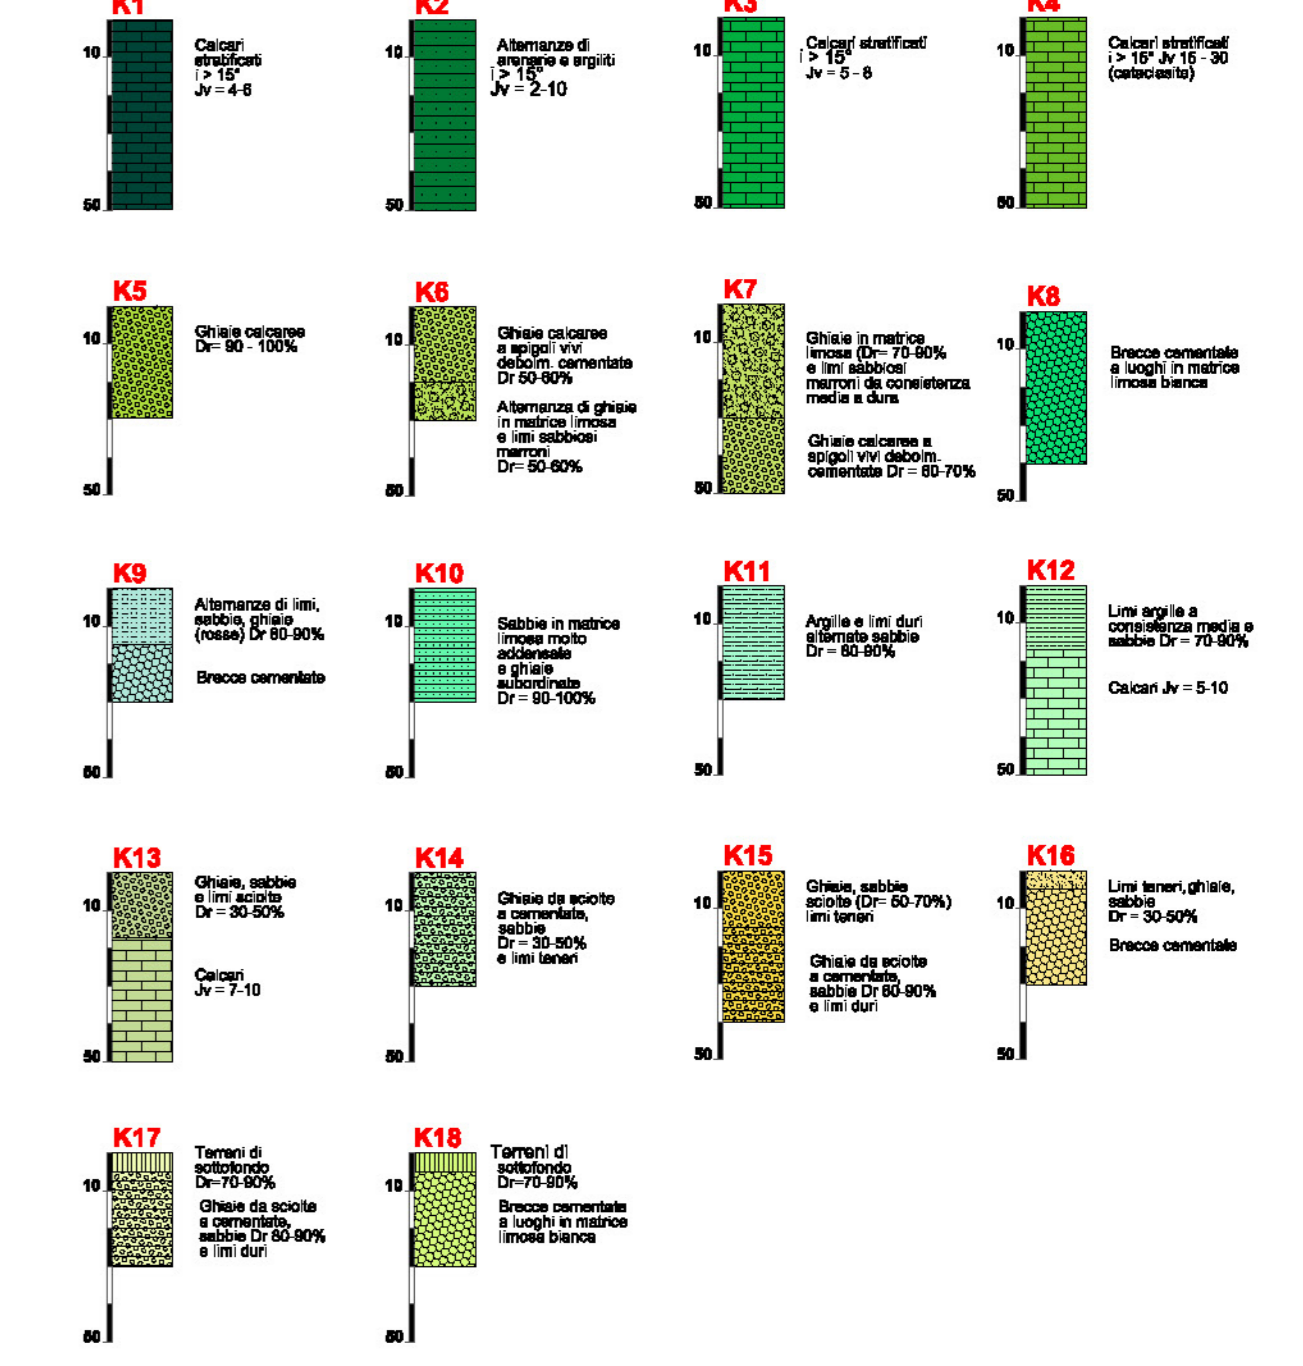 K1
10
50
Calcari
stratificati
i > 15°
Jv = 4-6
K2
10
50
Alternanze di
arenarie e argiliti
i > 15°
Jv = 2-10
K3
10
50
Calcari stratificati
i > 15°
Jv = 5 - 8
K4
10
50
Calcari stratificati
i > 15° Jv 15 - 30
(cataclasite)
K5
10
50
Ghiaie calcaree
Dr= 90 - 100%
K6
10
50
Ghiaie calcaree
a spigoli vivi
debolm. cementate
Dr 50-60%
Alternanza di ghiaie
in matrice limosa
e limi sabbiosi
marroni
Dr= 50-60%
K7
10
50
Ghiaie in matrice
limosa (Dr= 70-90%
e limi sabbiosi
marroni da consistenza
media a dura
Ghiaie calcaree a
spigoli vivi debolm.
cementate Dr = 60-70%
K8
10
50
Brecce cementate
a luoghi in matrice
limosa bianca
K9
10
50
Alternanze di limi,
sabbie, ghiaie
(rosse) Dr 80-90%
Brecce cementate
K10
10
50
Sabbie in matrice
limosa molto
addensate
e ghiaie
subordinate
Dr = 90-100%
K11
10
50
Argille e limi duri
alternate sabbie
Dr = 80-90%
K12
10
50
Limi argille a
consistenza media e
sabbie Dr = 70-90%
Calcari Jv = 5-10
K13
10
50
Ghiaie, sabbie
e limi sciolte
Dr = 30-50%
Calcari
Jv = 7-10
K14
10
50
Ghiaie da sciolte
a cementate,
sabbie
Dr = 30-50%
e limi teneri
K15
10
50
Ghiaie, sabbie
sciolte (Dr= 50-70%)
limi teneri
Ghiaie da sciolte
a cementate,
sabbie Dr 80-90%
e limi duri
K16
10
50
Limi teneri, ghiaie,
sabbie
Dr = 30-50%
Brecce cementate
K17
10
50
Terreni di
sottofondo
Dr=70-90%
Ghiaie da sciolte
a cementate,
sabbie Dr 80-90%
e limi duri
K18
10
50
Terreni di
sottofondo
Dr=70-90%
Brecce cementate
a luoghi in matrice
limosa bianca